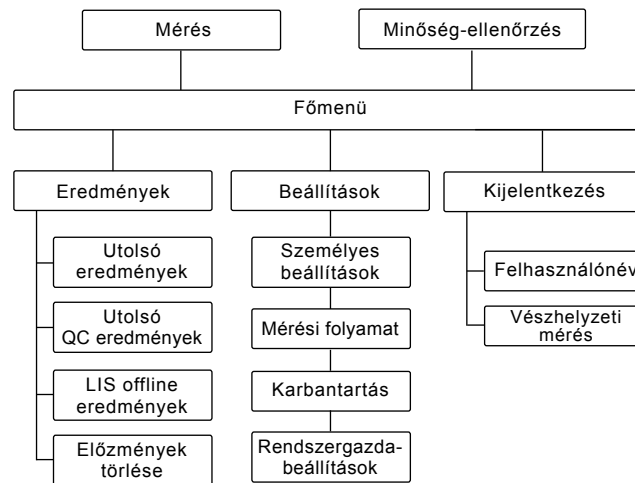 Mérés
Minőség-ellenőrzés
Főmenü
Eredmények
Beállítások
Kijelentkezés
Utolsó
eredmények
Utolsó
QC eredmények
LIS offline
eredmények
Előzmények
törlése
Személyes
beállítások
Mérési folyamat
Karbantartás
Rendszergazda-
beállítások
Felhasználónév
Vészhelyzeti
mérés